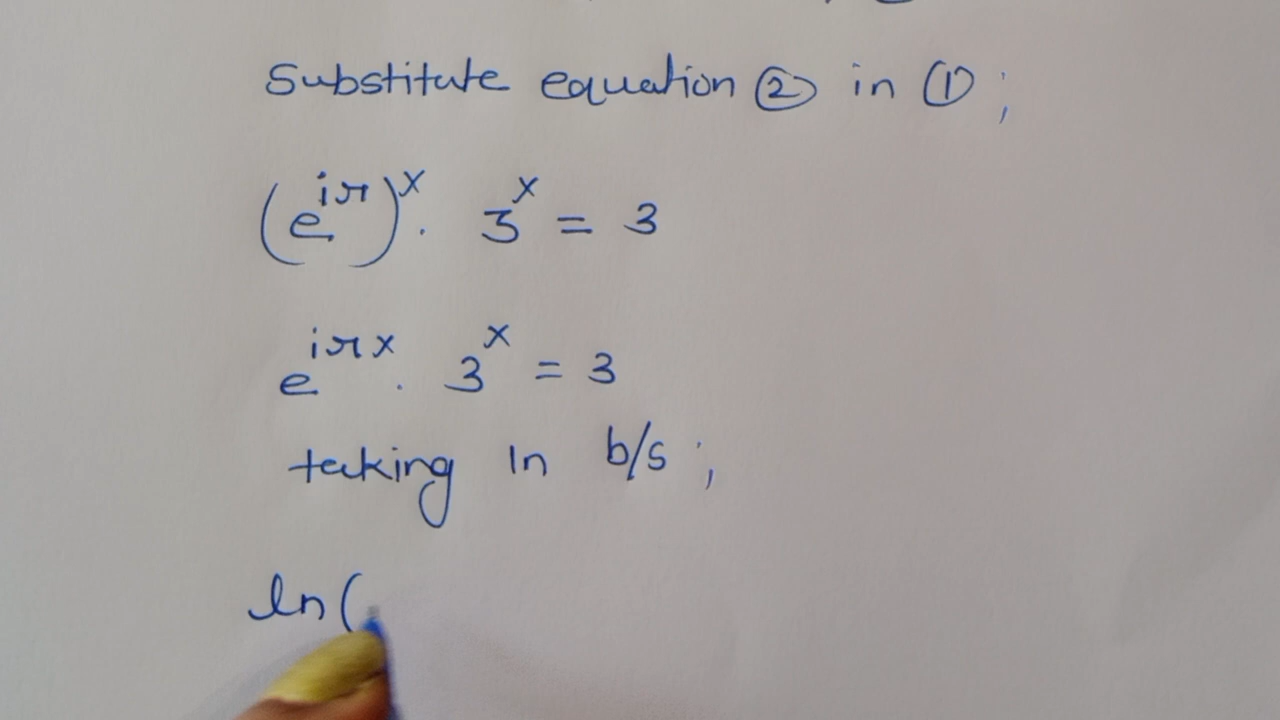 Substitute equation ② in ① ;
(e^{iπ})^x . 3^x = 3
e^{iπx} . 3^x = 3
taking ln b/s ;
ln(